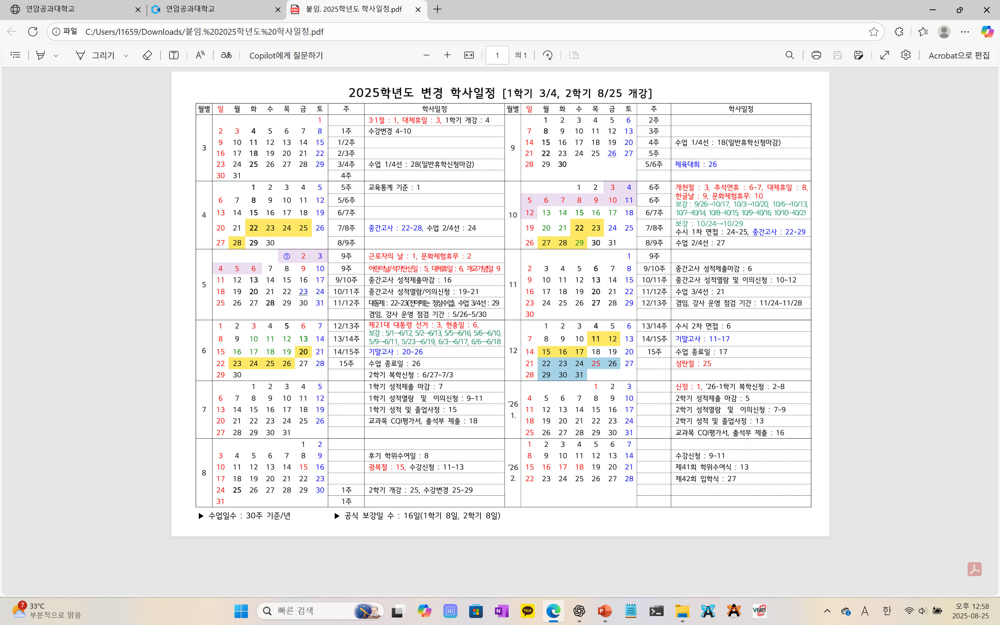 연암공과대학교
연암공과대학교
붙임. 2025학년도 학사일정.pdf
파일 C:/Users/l1659/Downloads/붙임.%202025학년도%20학사일정.pdf
그리기 aあ Copilot에게 질문하기 1 의 1 Acrobat으로 편집
2025학년도 변경 학사일정 [1학기 3/4, 2학기 8/25 개강]
월별 일 월 화 수 목 금 토 주 학사일정
3
1 3·1절 : 1, 대체휴일 : 3, 1학기 개강 : 4
2 3 4 5 6 7 8 1주 수강변경 4~10
9 10 11 12 13 14 15 1/2주
16 17 18 19 20 21 22 2/3주
23 24 25 26 27 28 29 3/4주 수업 1/4선 : 28(일반휴학신청마감)
30 31 4주
4
1 2 3 4 5 5주 교육통계 기준 : 1
6 7 8 9 10 11 12 5/6주
13 14 15 16 17 18 19 6/7주
20 21 22 23 24 25 26 7/8주 중간고사 : 22~28, 수업 2/4선 : 24
27 28 29 30 8/9주
5
① 2 3 9주 근로자의 날 : 1, 문화체험휴무 : 2
4 5 6 7 8 9 10 9주 어린이날/석가탄신일 : 5, 대체휴일 : 6, 개교기념일: 9
11 12 13 14 15 16 17 9/10주 중간고사 성적제출마감 : 16
18 19 20 21 22 23 24 10/11주 중간고사 성적열람/이의신청 : 19~21
25 26 27 28 29 30 31 11/12주 대동제 : 22~23(전야제는 정상수업), 수업 3/4선 : 29
겸임, 강사 운영 점검 기간 : 5/26~5/30
6
1 2 3 4 5 6 7 12/13주 제21대 대통령 선거 : 3, 현충일 : 6,
보강 : 5/1→6/12, 5/2→6/13, 5/5→6/16, 5/6→6/10,
8 9 10 11 12 13 14 13/14주
5/9→6/11, 5/23→6/19, 6/3→6/17, 6/6→6/18
15 16 17 18 19 20 21 14/15주 기말고사 : 20~26
22 23 24 25 26 27 28 15주 수업 종료일 : 26
29 30 2학기 복학신청 : 6/27~7/3
7
1 2 3 4 5 1학기 성적제출 마감 : 7
6 7 8 9 10 11 12 1학기 성적열람 및 이의신청 : 9~11
13 14 15 16 17 18 19 1학기 성적 및 졸업사정 : 15
20 21 22 23 24 25 26 교과목 CQI평가서, 출석부 제출 : 18
27 28 29 30 31
8
1 2
3 4 5 6 7 8 9 후기 학위수여일 : 8
10 11 12 13 14 15 16 광복절 : 15, 수강신청 : 11~13
17 18 19 20 21 22 23
24 25 26 27 28 29 30 1주 2학기 개강 : 25, 수강변경 25~29
31 1주
월별 일 월 화 수 목 금 토 주 학사일정
9
1 2 3 4 5 6 2주
7 8 9 10 11 12 13 3주
14 15 16 17 18 19 20 4주 수업 1/4선 : 18(일반휴학신청마감)
21 22 23 24 25 26 27 5주
28 29 30 5/6주 체육대회 : 26
10
1 2 3 4 6주 개천절 : 3, 추석연휴 : 6~7, 대체휴일 : 8,
한글날 : 9, 문화체험휴무: 10
5 6 7 8 9 10 11 6주
보강 : 9/26→10/17, 10/3→10/20, 10/6→10/13,
12 13 14 15 16 17 18 6/7주 10/7→10/14, 10/8→10/15, 10/9→10/16, 10/10→10/21
보강 : 10/24→10/29
19 20 21 22 23 24 25 7/8주 수시 1차 면접 : 24~25, 중간고사 : 22~29
26 27 28 29 30 31 8/9주 수업 2/4선 : 27
11
1 9주
2 3 4 5 6 7 8 9/10주 중간고사 성적제출마감 : 6
9 10 11 12 13 14 15 10/11주 중간고사 성적열람 및 이의신청 : 10~12
16 17 18 19 20 21 22 11/12주 수업 3/4선 : 21
23 24 25 26 27 28 29 12/13주 겸임, 강사 운영 점검 기간 : 11/24~11/28
30
12
1 2 3 4 5 6 13/14주 수시 2차 면접 : 6
7 8 9 10 11 12 13 14/15주 기말고사 : 11~17
14 15 16 17 18 19 20 15주 수업 종료일 : 17
21 22 23 24 25 26 27 성탄절 : 25
28 29 30 31
‘26
1.
1 2 3 신정 : 1, ’26-1학기 복학신청 : 2~8
4 5 6 7 8 9 10 2학기 성적제출 마감 : 5
11 12 13 14 15 16 17 2학기 성적열람 및 이의신청 : 7~9
18 19 20 21 22 23 24 2학기 성적 및 졸업사정 : 13
25 26 27 28 29 30 31 교과목 CQI평가서, 출석부 제출 : 16
‘26
2.
1 2 3 4 5 6 7
8 9 10 11 12 13 14 수강신청 : 9~11
15 16 17 18 19 20 21 제41회 학위수여식 : 13
22 23 24 25 26 27 28 제42회 입학식 : 27
▶ 수업일수 : 30주 기준/년 ▶ 공식 보강일 수 : 16일(1학기 8일, 2학기 8일)
7
33°C
부분적으로 맑음
빠른 검색
TALK
VMD
A 한
오후 12:58
2025-08-25